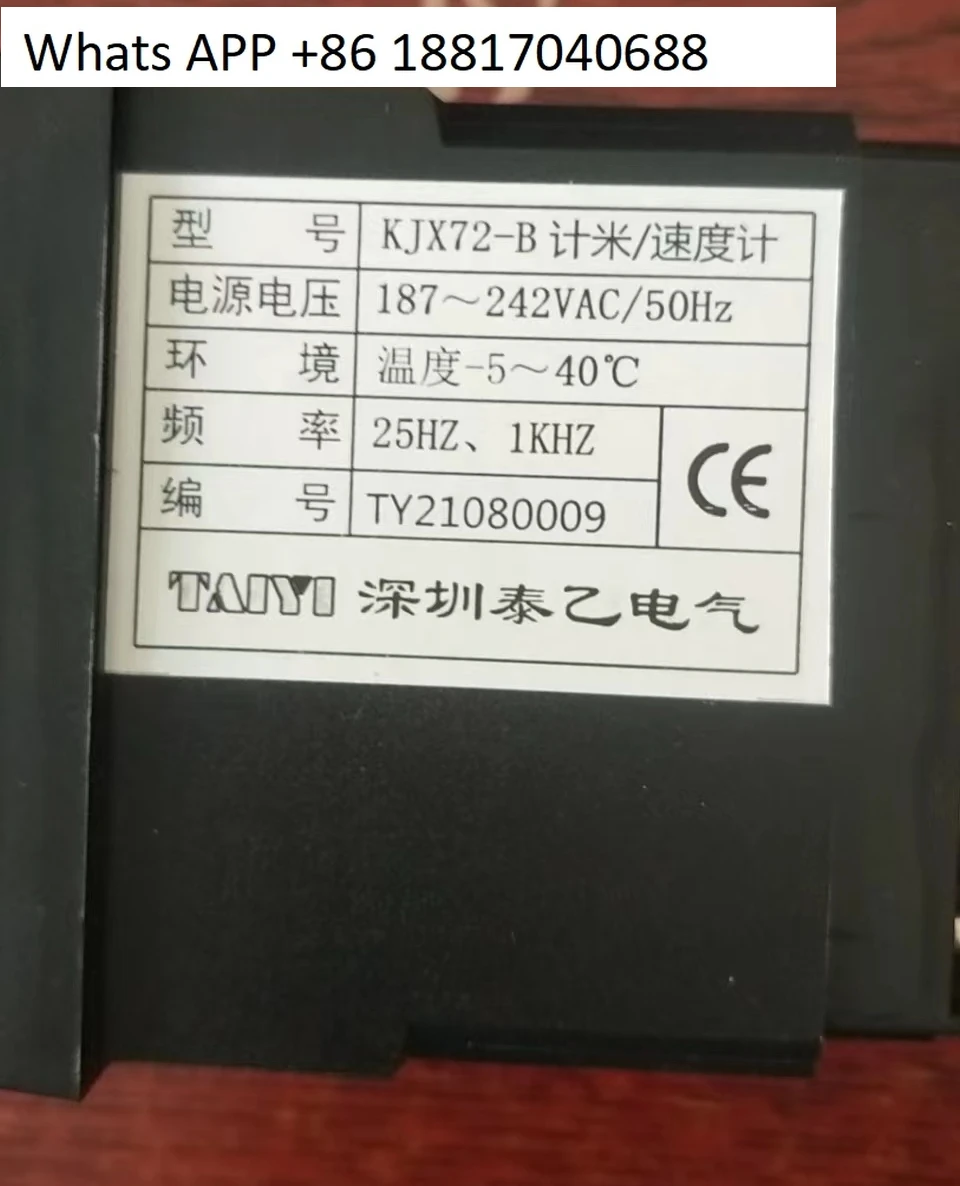 Whats APP +86 18817040688
型 号 KJX72-B 计米/速度计
电源电压 187～242VAC/50Hz
环 境 温度-5～40℃
频 率 25HZ、1KHZ
CE
编 号 TY21080009
TAIYI 深圳泰乙电气